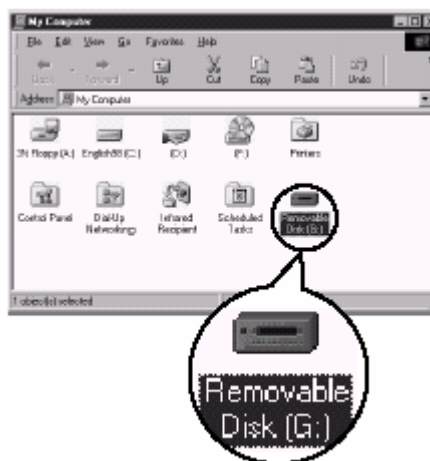 My Computer
File Edit View Go Favorites Help
Back Forward Up Cut Copy Paste Undo
Address My Computer
3½ Floppy (A:) English98 (C:) (D:) (F:) Printers
Control Panel Dial-Up Networking Infrared Recipient Scheduled Tasks Removable Disk (G:)
1 object(s) selected
Removable
Disk (G:)